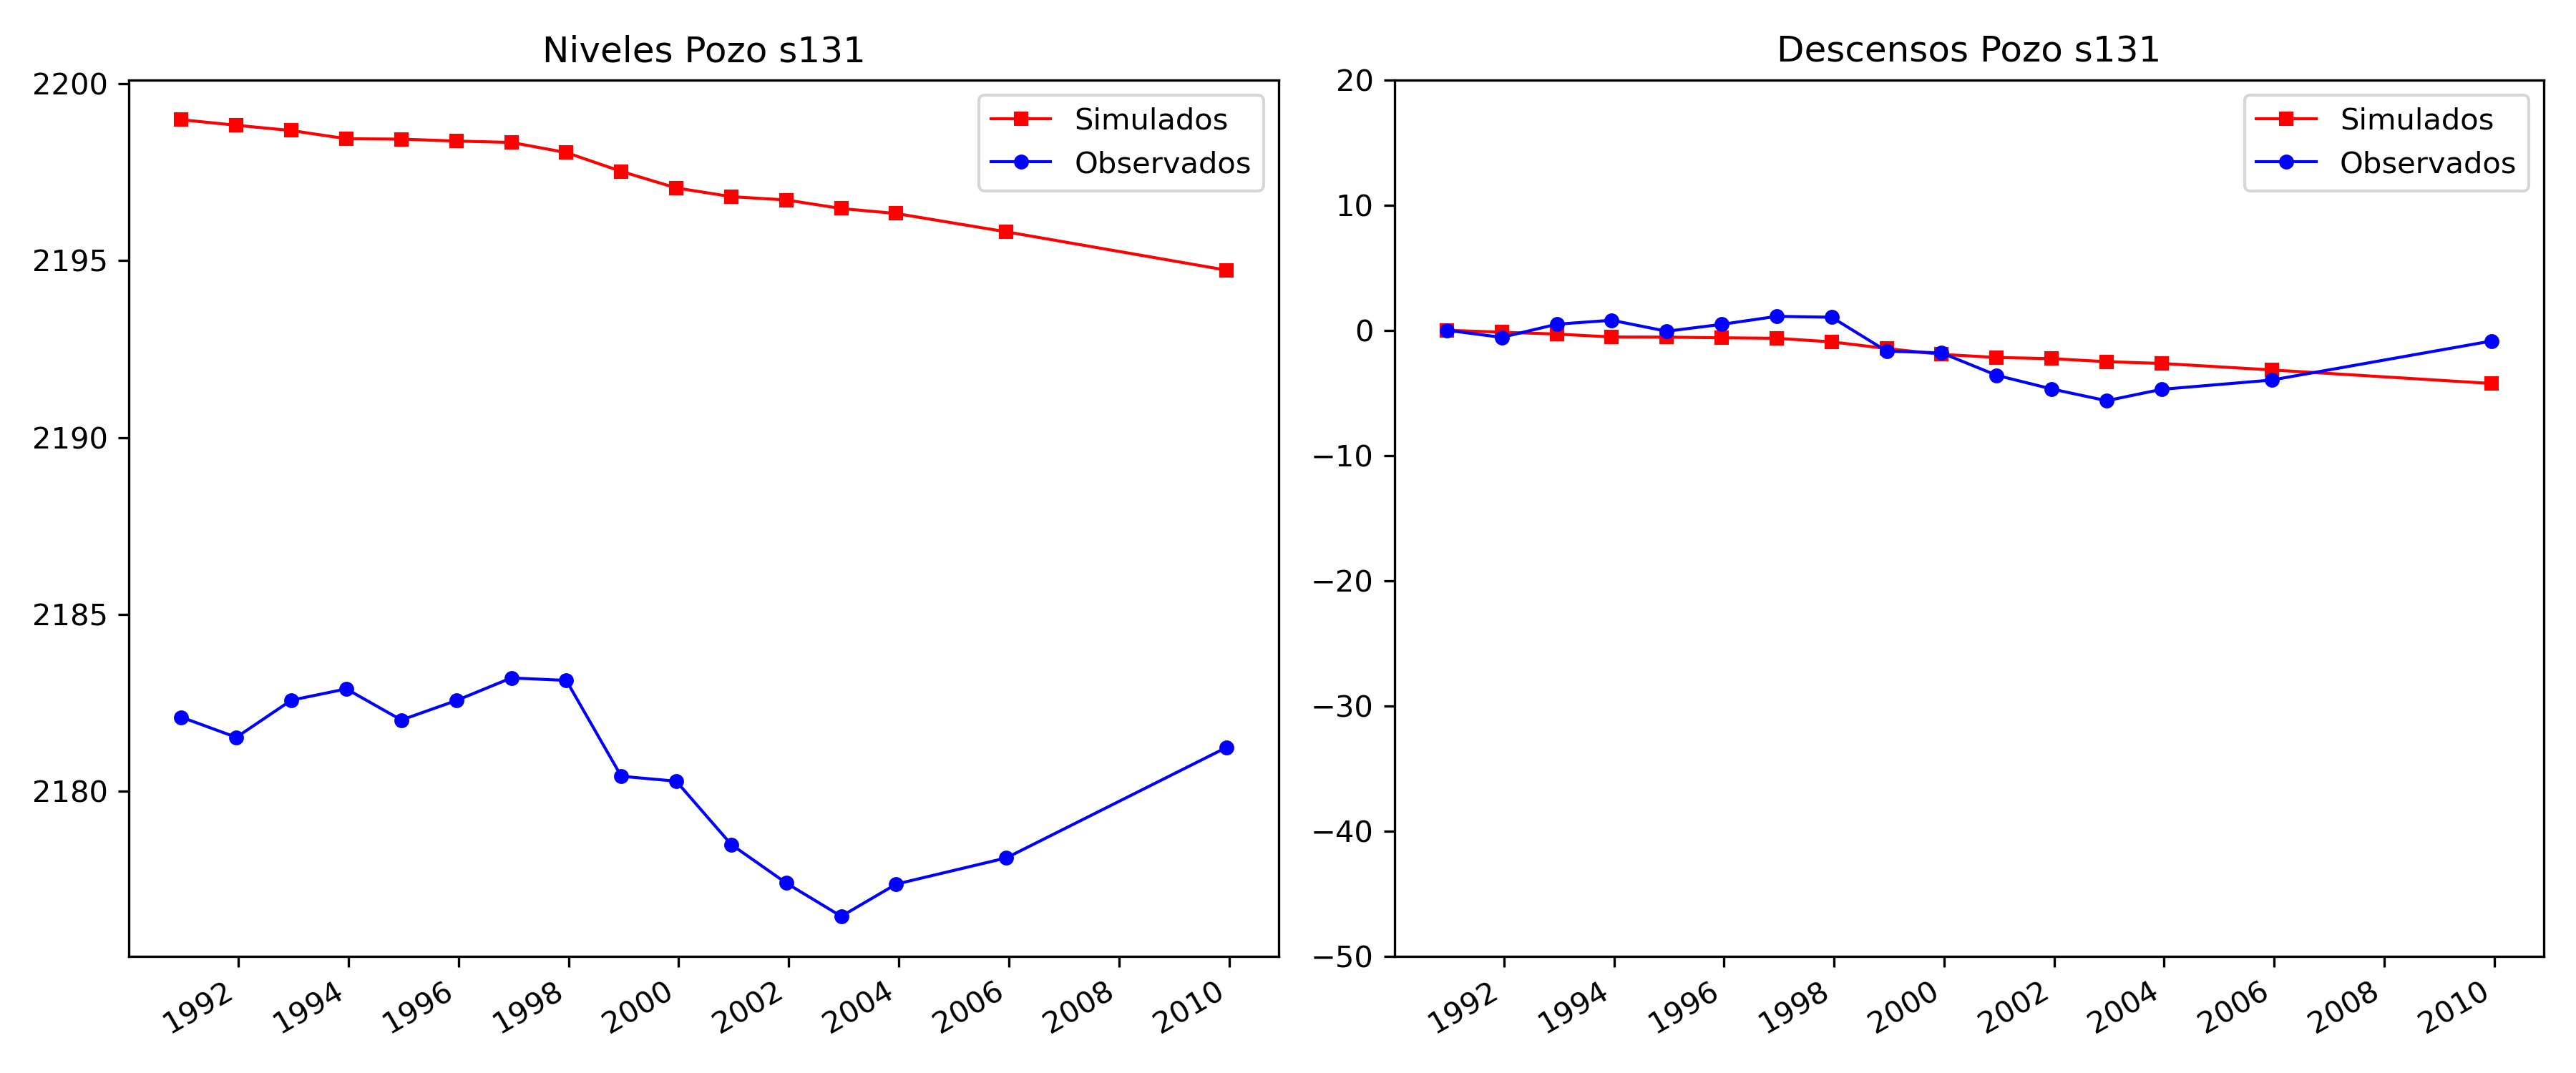 Niveles Pozo s131
2200
2195
2190
2185
2180
Simulados
Observados
1992 1994 1996 1998 2000 2002 2004 2006 2008 2010
Descensos Pozo s131
20
10
0
−10
−20
−30
−40
−50
Simulados
Observados
1992 1994 1996 1998 2000 2002 2004 2006 2008 2010